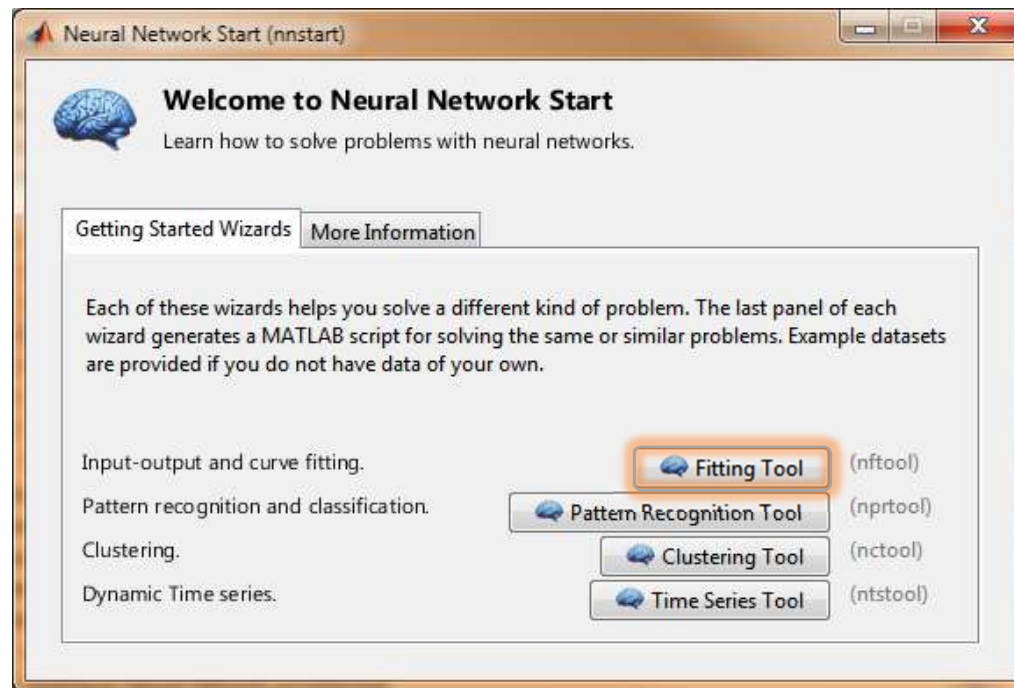 Neural Network Start (nnstart)
Welcome to Neural Network Start
Learn how to solve problems with neural networks.
Getting Started Wizards More Information
Each of these wizards helps you solve a different kind of problem. The last panel of each
wizard generates a MATLAB script for solving the same or similar problems. Example datasets
are provided if you do not have data of your own.
Input-output and curve fitting. Fitting Tool (nftool)
Pattern recognition and classification. Pattern Recognition Tool (nprtool)
Clustering. Clustering Tool (nctool)
Dynamic Time series. Time Series Tool (ntstool)